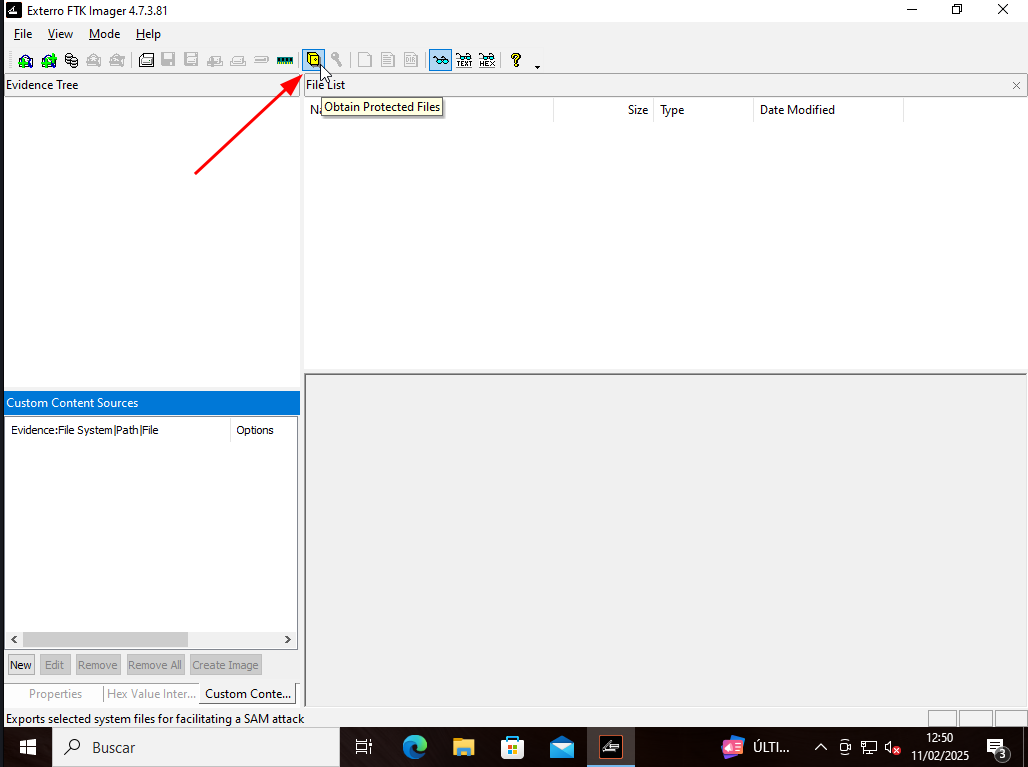 Exterro FTK Imager 4.7.3.81
File View Mode Help
TEXT HEX
Evidence Tree
File List
Obtain Protected Files
Size Type Date Modified
Custom Content Sources
Evidence:File System|Path|File Options
New Edit Remove Remove All Create Image
Properties Hex Value Inter... Custom Conte...
Exports selected system files for facilitating a SAM attack
Buscar
ÚLTI...
12:50
11/02/2025
3